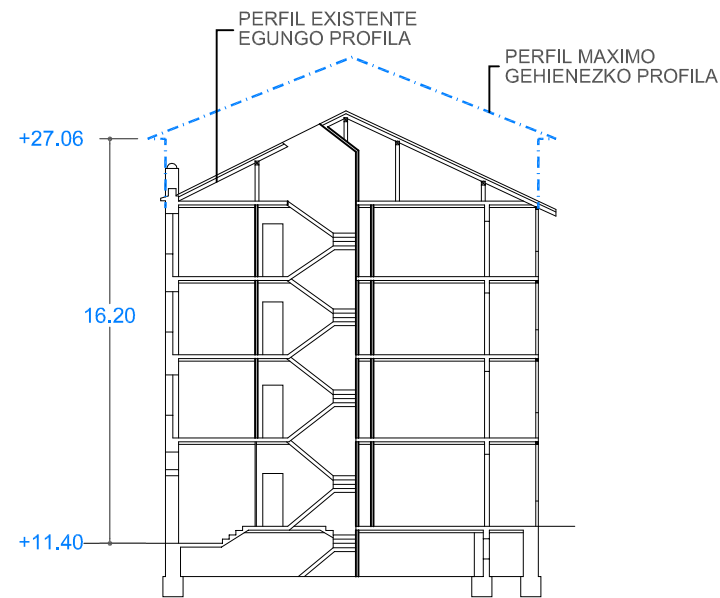 PERFIL EXISTENTE
EGUNGO PROFILA
PERFIL MAXIMO
GEHIENEZKO PROFILA
+27.06
16.20
+11.40